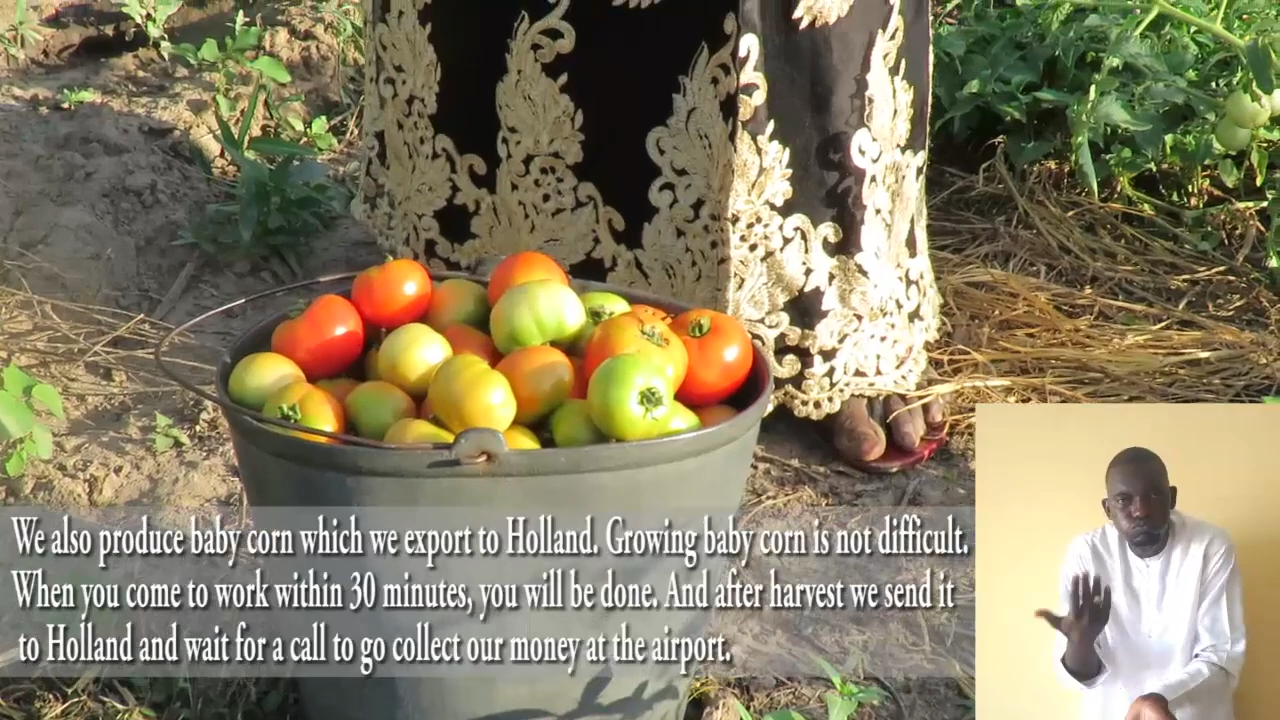 We also produce baby corn which we export to Holland. Growing baby corn is not difficult.
When you come to work within 30 minutes, you will be done. And after harvest we send it
to Holland and wait for a call to go collect our money at the airport.